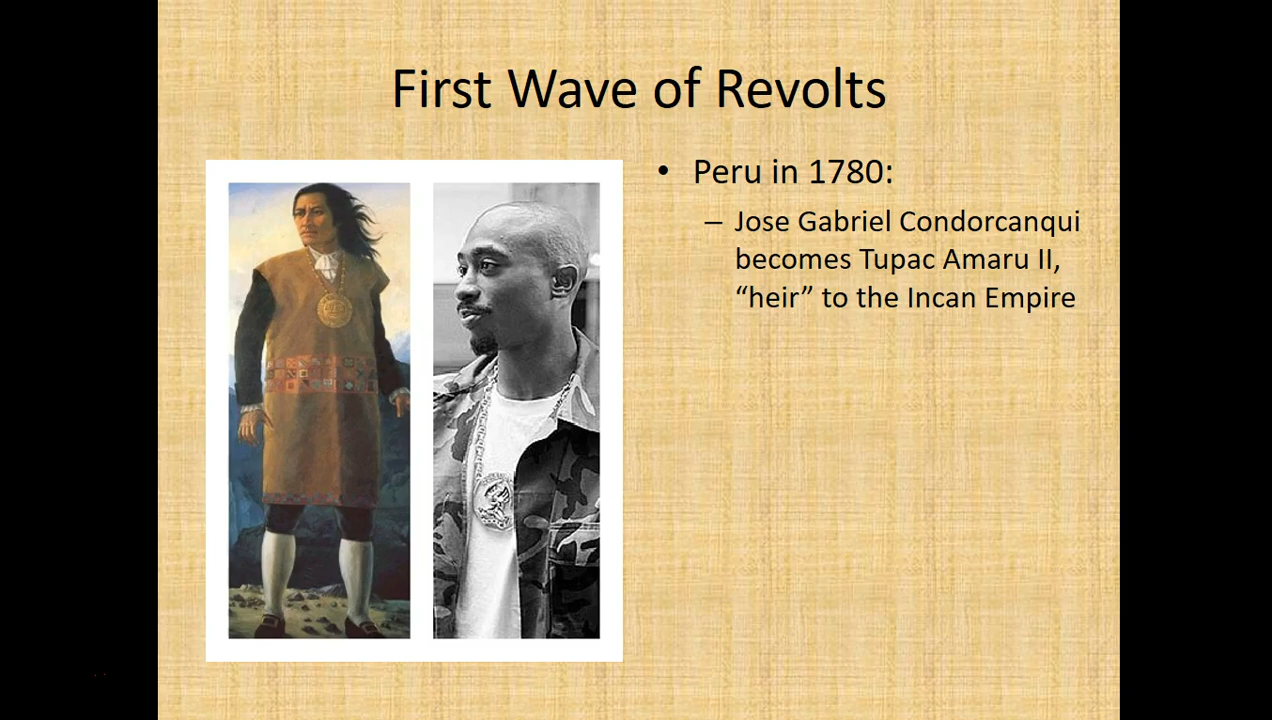 First Wave of Revolts
• Peru in 1780:
– Jose Gabriel Condorcanqui
becomes Tupac Amaru II,
“heir” to the Incan Empire